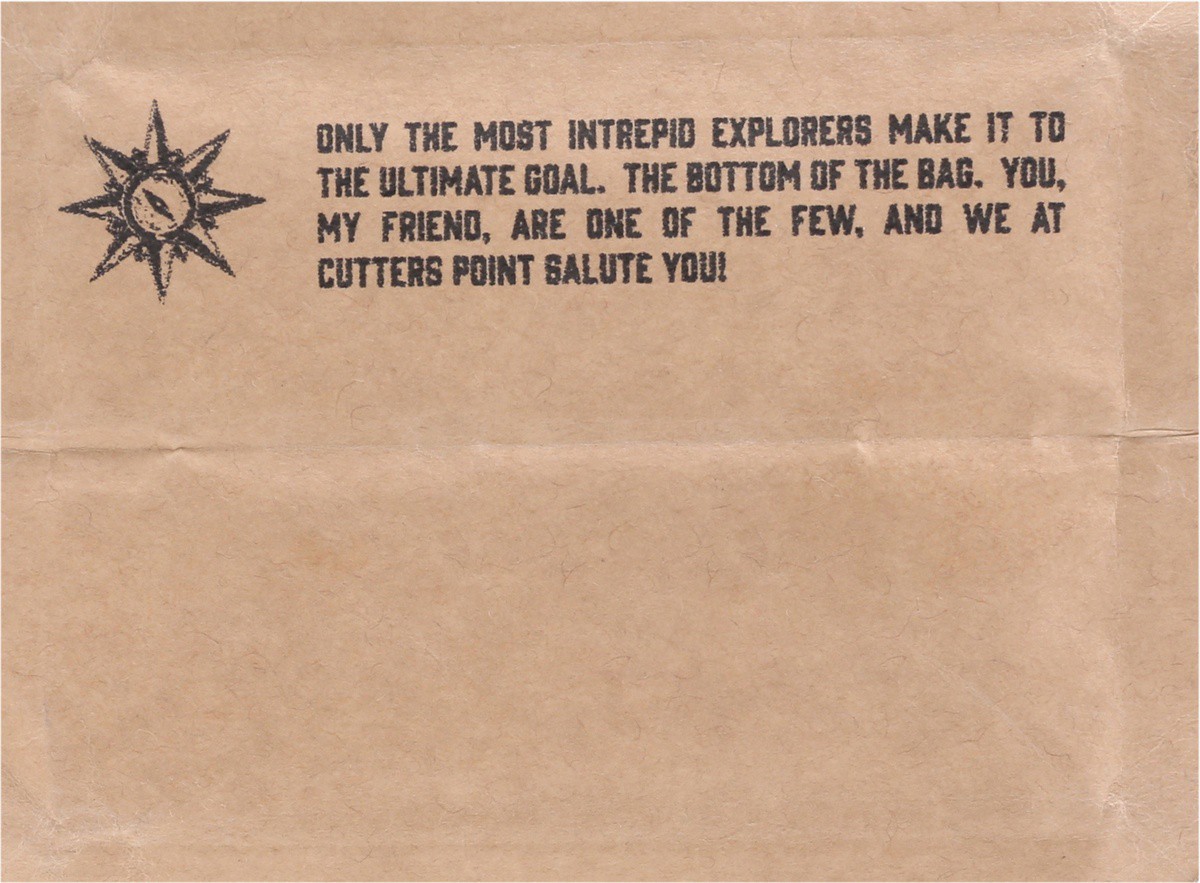 ONLY THE MOST INTREPID EXPLORERS MAKE IT TO
THE ULTIMATE GOAL. THE BOTTOM OF THE BAG. YOU,
MY FRIEND, ARE ONE OF THE FEW, AND WE AT
CUTTERS POINT SALUTE YOU!